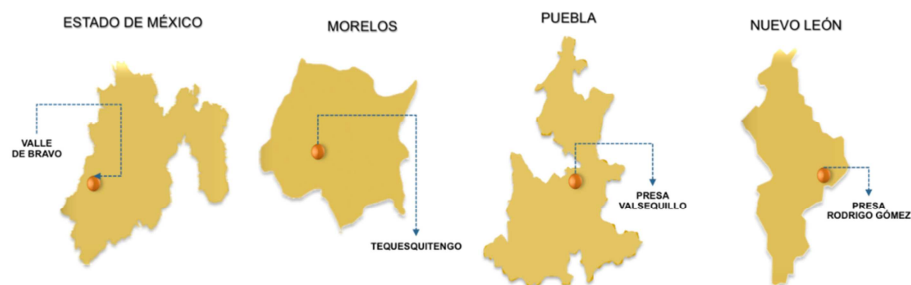 ESTADO DE MÉXICO
VALLE
DE BRAVO
MORELOS
TEQUESQUITENGO
PUEBLA
PRESA
VALSEQUILLO
NUEVO LEÓN
PRESA
RODRIGO GÓMEZ